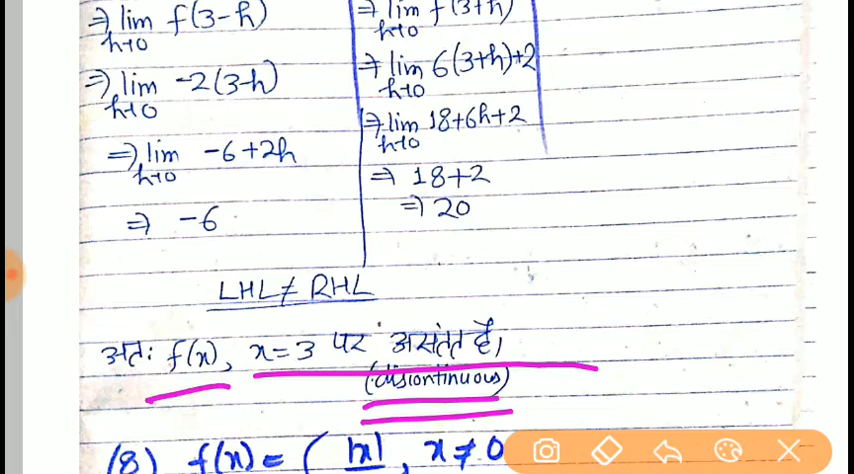 ⇒ lim f(3-h)
h→0
⇒ lim -2(3-h)
h→0
⇒ lim -6+2h
h→0
⇒ -6
⇒ lim f(3+h)
h→0
⇒ lim 6(3+h)+2
h→0
⇒ lim 18+6h+2
h→0
⇒ 18+2
⇒ 20
LHL ≠ RHL
अतः f(x), x=3 पर असंतत है,
(discontinuous)
(8) f(x) = { |x| , x≠0